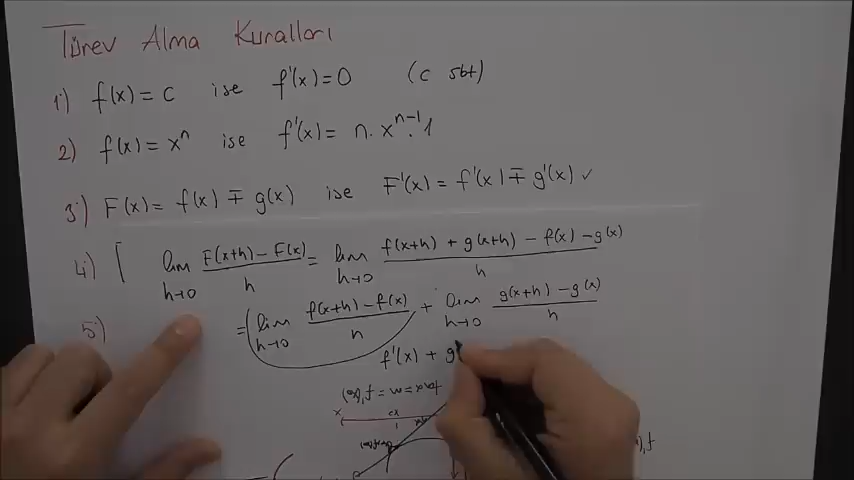 Türev Alma Kuralları
1) f(x) = c ise f'(x) = 0 (c sbt)
2) f(x) = xⁿ ise f'(x) = n. xⁿ⁻¹. 1
3) F(x) = f(x) ∓ g(x) ise F'(x) = f'(x) ∓ g'(x) ✓
4) [ lim h→0 F(x+h) - F(x) / h = lim h→0 f(x+h) + g(x+h) - f(x) - g(x) / h
5) = (lim h→0 f(x+h) - f(x) / h + lim h→0 g(x+h) - g(x) / h
f'(x) + g